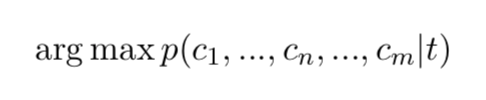 arg max p(c₁, ..., cₙ, ..., cₘ|t)